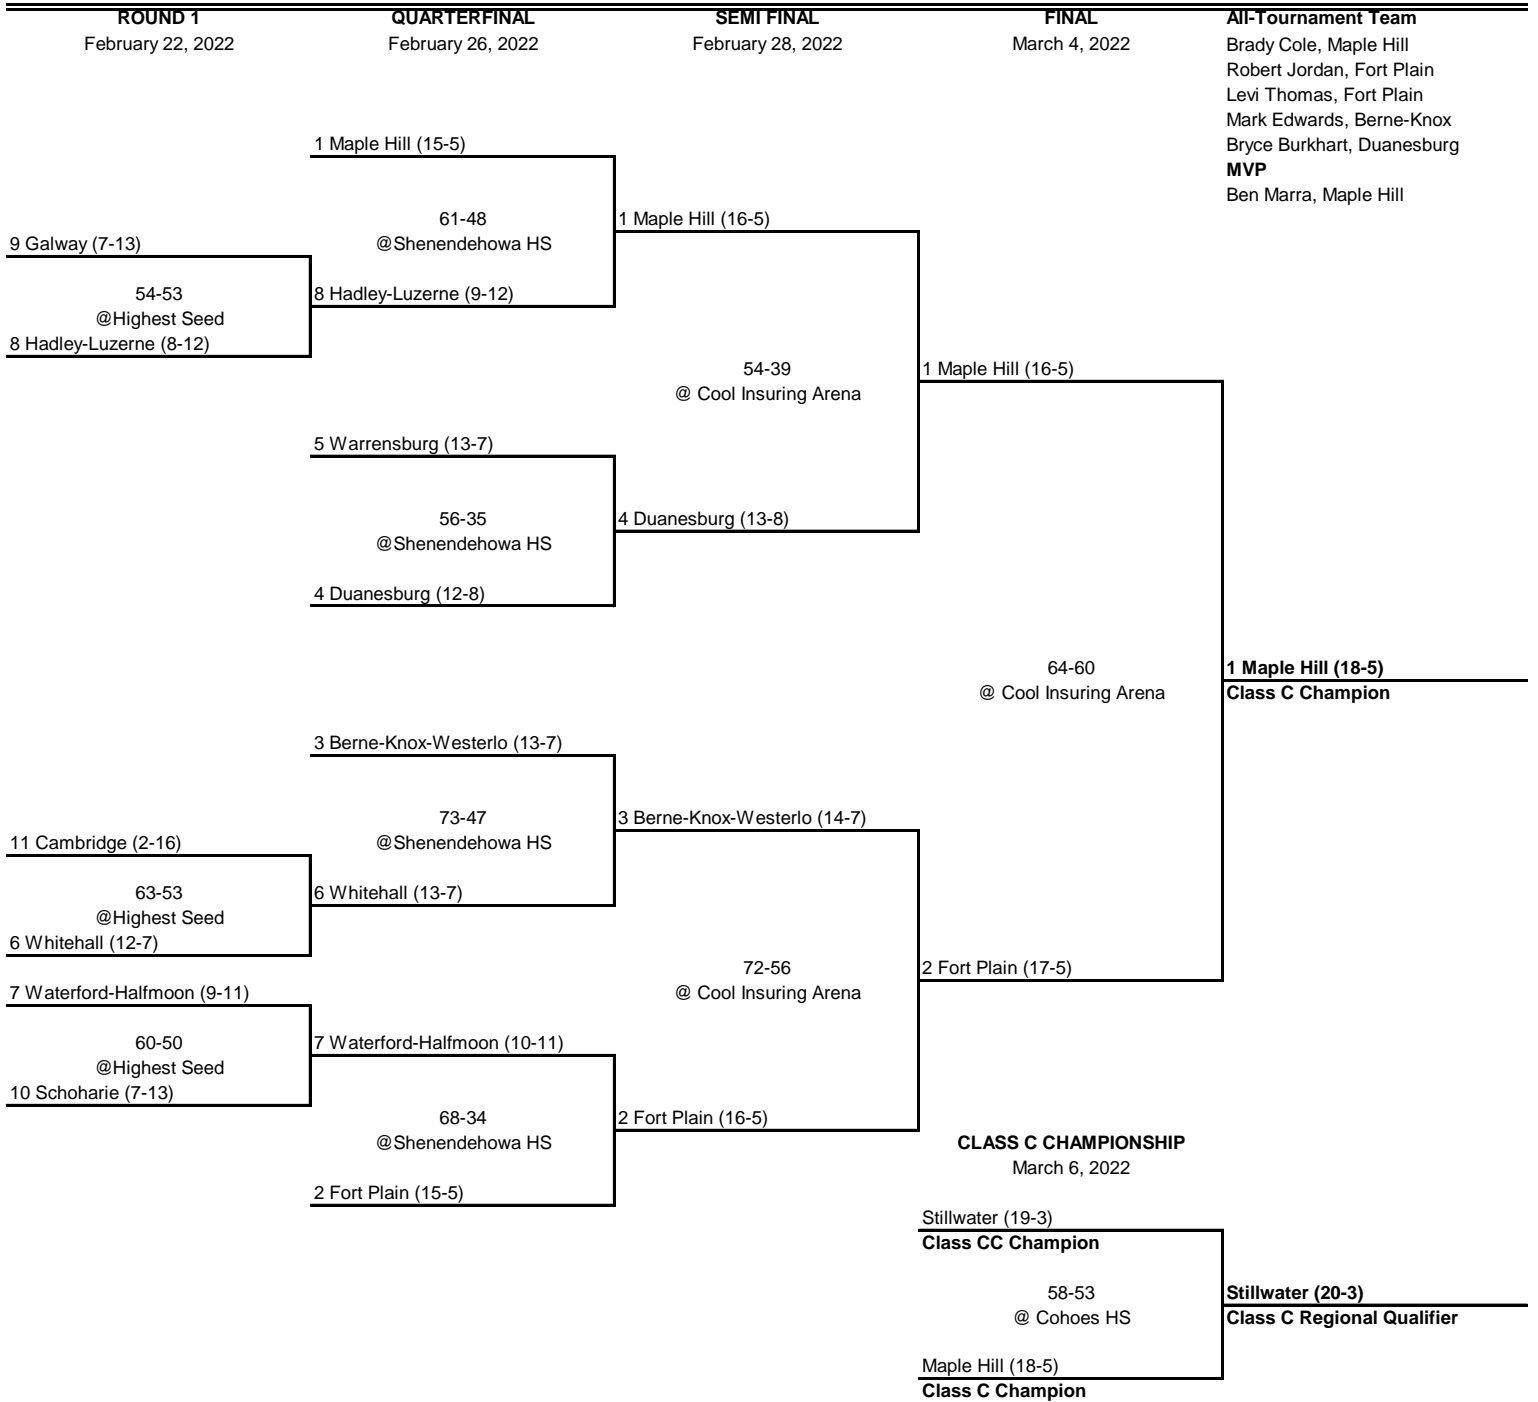 ROUND 1
February 22, 2022
QUARTERFINAL
February 26, 2022
SEMI FINAL
February 28, 2022
FINAL
March 4, 2022
All-Tournament Team
Brady Cole, Maple Hill
Robert Jordan, Fort Plain
Levi Thomas, Fort Plain
Mark Edwards, Berne-Knox
Bryce Burkhart, Duanesburg
MVP
Ben Marra, Maple Hill
1 Maple Hill (15-5)
61-48
@Shenendehowa HS
1 Maple Hill (16-5)
9 Galway (7-13)
54-53
@Highest Seed
8 Hadley-Luzerne (8-12)
8 Hadley-Luzerne (9-12)
54-39
@ Cool Insuring Arena
1 Maple Hill (16-5)
5 Warrensburg (13-7)
56-35
@Shenendehowa HS
4 Duanesburg (13-8)
4 Duanesburg (12-8)
64-60
@ Cool Insuring Arena
1 Maple Hill (18-5)
Class C Champion
3 Berne-Knox-Westerlo (13-7)
73-47
@Shenendehowa HS
3 Berne-Knox-Westerlo (14-7)
11 Cambridge (2-16)
63-53
@Highest Seed
6 Whitehall (12-7)
6 Whitehall (13-7)
72-56
@ Cool Insuring Arena
2 Fort Plain (17-5)
7 Waterford-Halfmoon (9-11)
60-50
@Highest Seed
10 Schoharie (7-13)
7 Waterford-Halfmoon (10-11)
68-34
@Shenendehowa HS
2 Fort Plain (16-5)
2 Fort Plain (15-5)
CLASS C CHAMPIONSHIP
March 6, 2022
Stillwater (19-3)
Class CC Champion
58-53
@ Cohoes HS
Stillwater (20-3)
Class C Regional Qualifier
Maple Hill (18-5)
Class C Champion